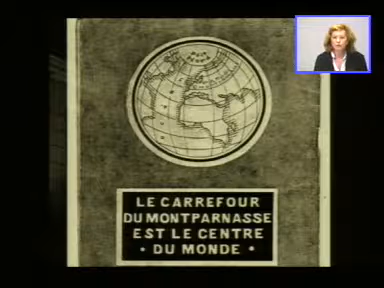 LE CARREFOUR
DU MONTPARNASSE
EST LE CENTRE
• DU MONDE •